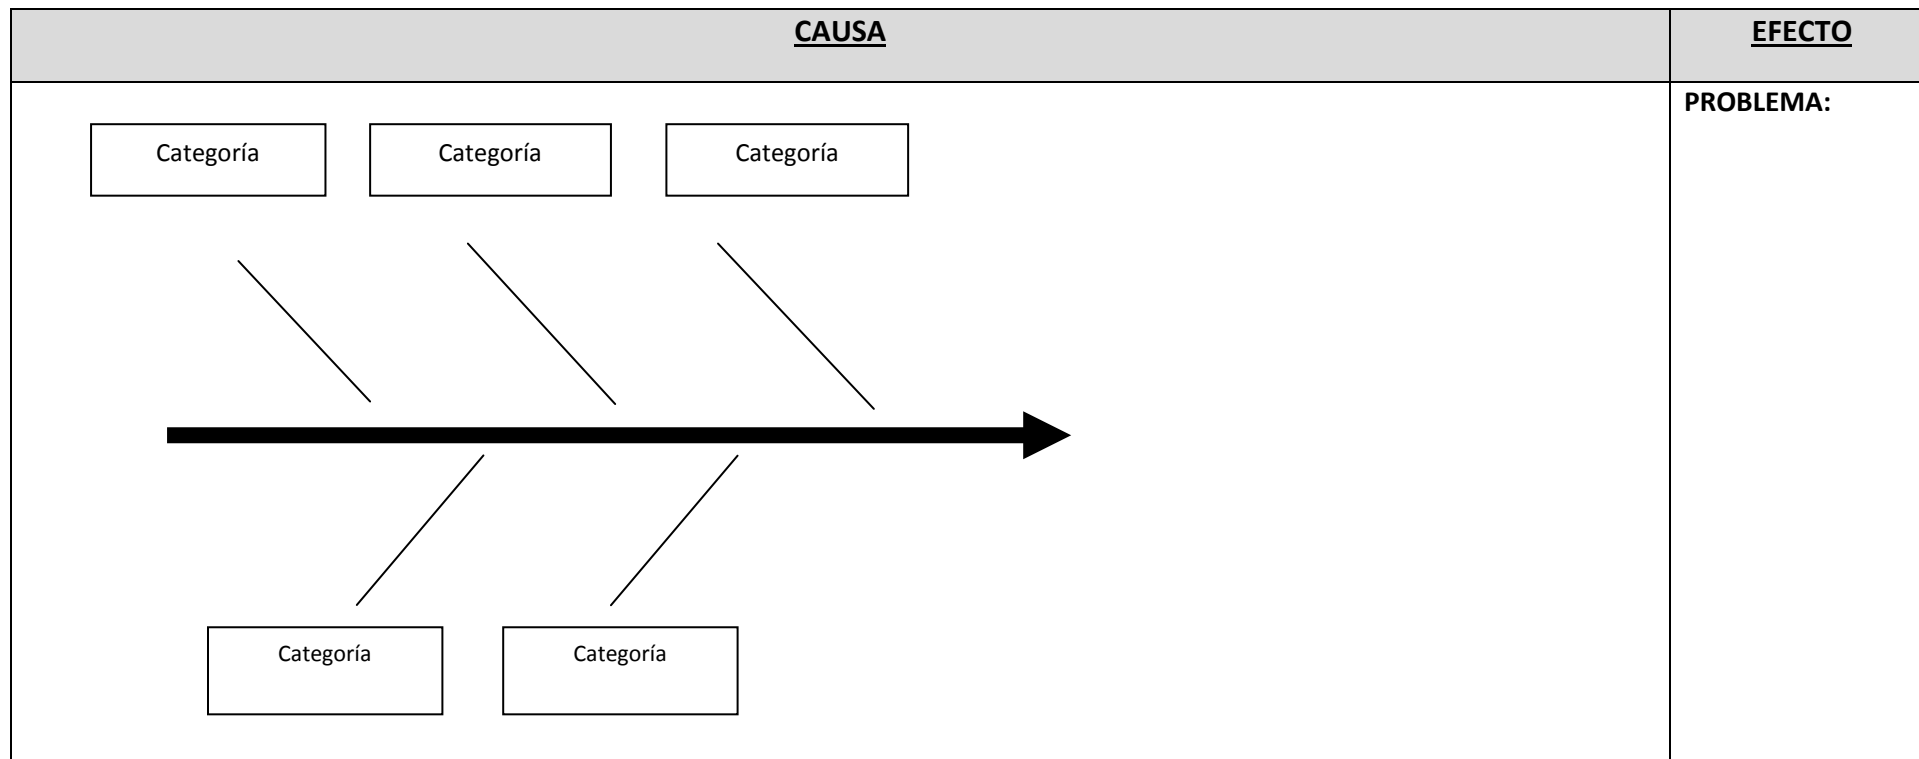 CAUSA
EFECTO
PROBLEMA:
Categoría
Categoría
Categoría
Categoría
Categoría